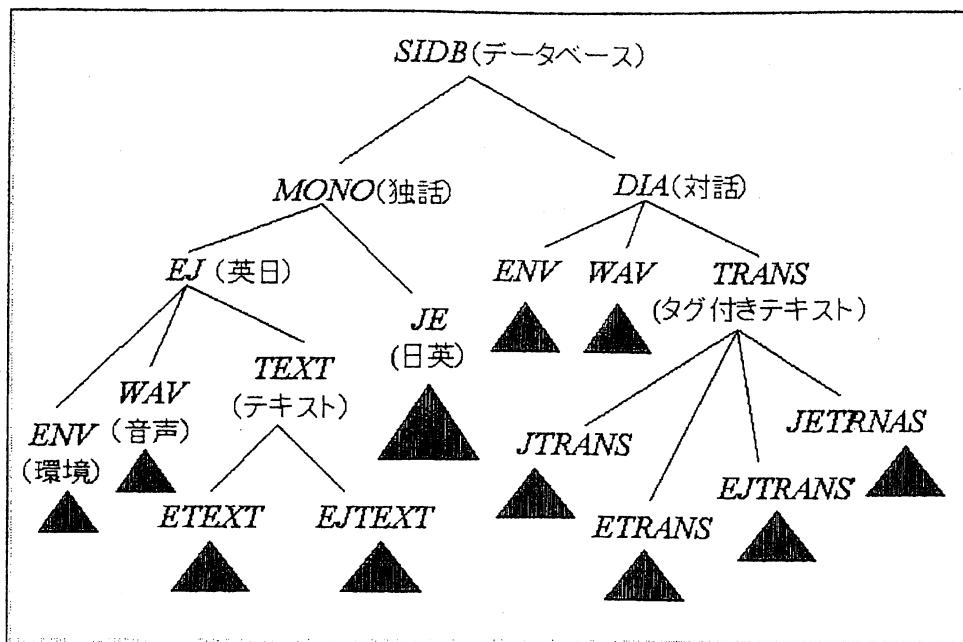 SIDB(データベース)
MONO(独話)
DIA(対話)
EJ (英日)
JE
(日英)
ENV
WAV
TRANS
(タグ付きテキスト)
ENV
(環境)
WAV
(音声)
TEXT
(テキスト)
ETEXT
EJTEXT
JTRANS
ETRANS
EJTRANS
JETRNAS